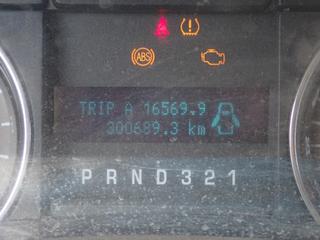 ABS
TRIP A 16569.9
300689.3 km
P R N D 3 2 1